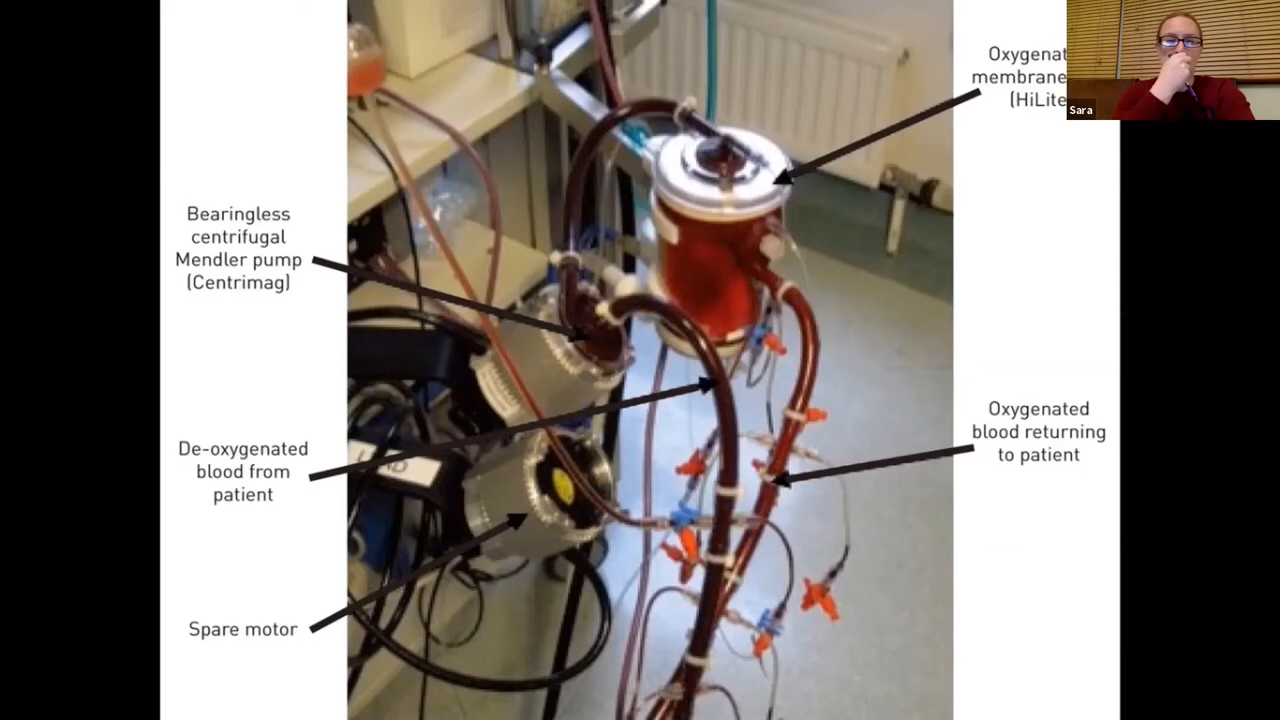 Oxygenat
membrane
(HiLite
Sara
Bearingless
centrifugal
Mendler pump
(Centrimag)
De-oxygenated
blood from
patient
Oxygenated
blood returning
to patient
Spare motor